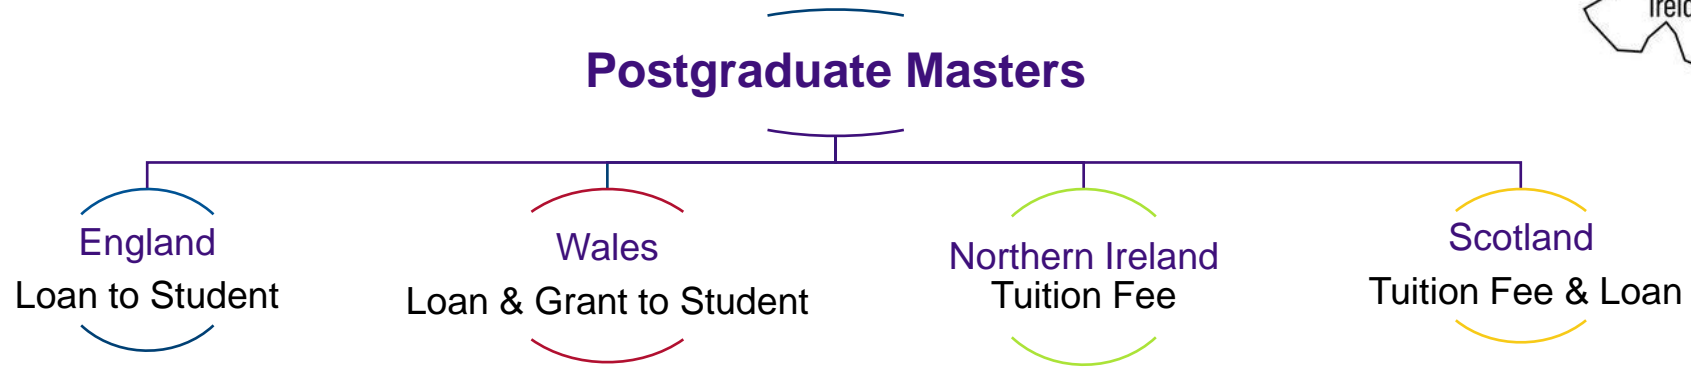 Postgraduate Masters
England
Loan to Student
Wales
Loan & Grant to Student
Northern Ireland
Tuition Fee
Scotland
Tuition Fee & Loan